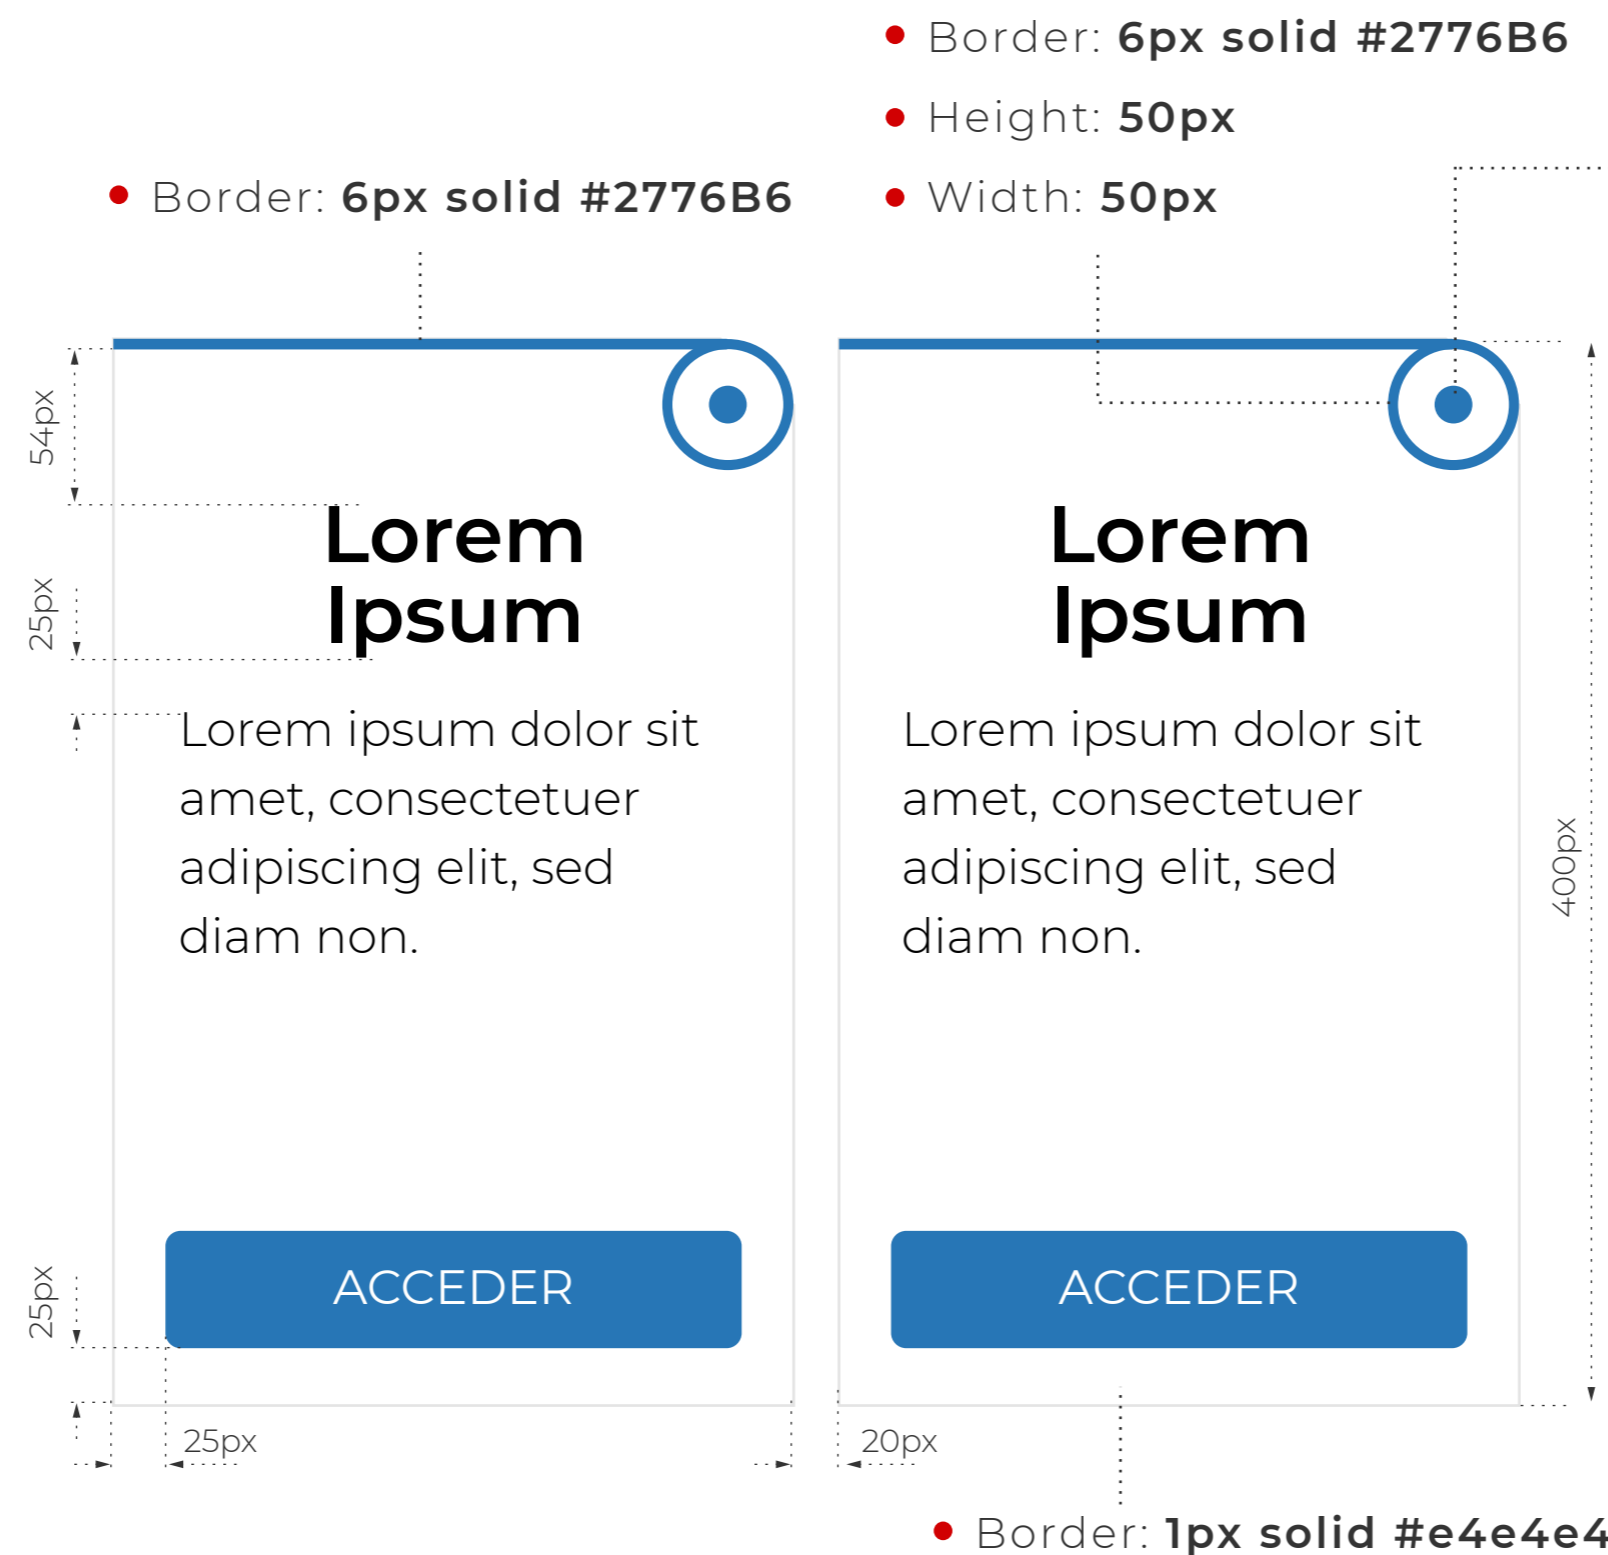 Border: 6px solid #2776B6
Height: 50px
Width: 50px
Border: 6px solid #2776B6
54px
25px
Lorem
Ipsum
Lorem ipsum dolor sit
amet, consectetuer
adipiscing elit, sed
diam non.
ACCEDER
25px
25px
Lorem
Ipsum
Lorem ipsum dolor sit
amet, consectetuer
adipiscing elit, sed
diam non.
ACCEDER
400px
20px
Border: 1px solid #e4e4e4